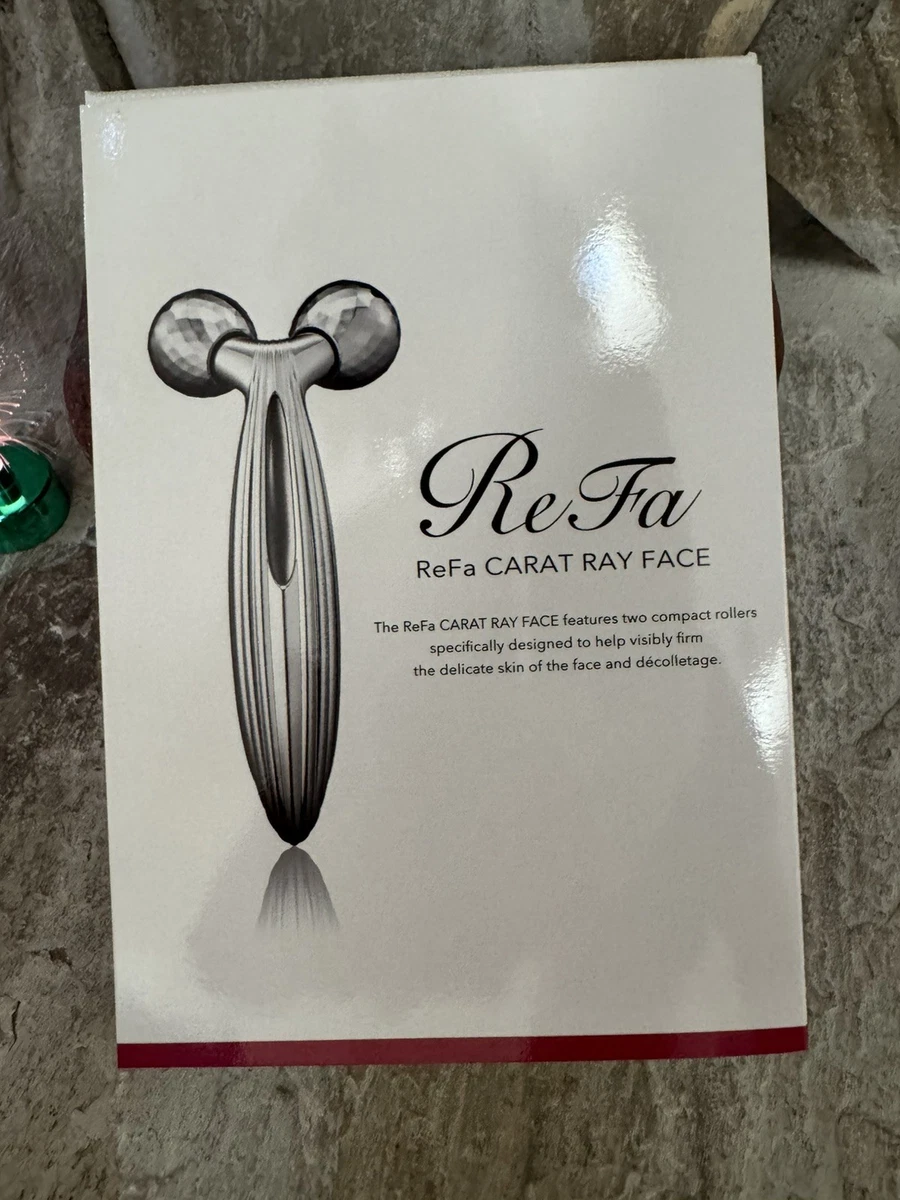 ReFa
ReFa CARAT RAY FACE
The ReFa CARAT RAY FACE features two compact rollers
specifically designed to help visibly firm
the delicate skin of the face and décolletage.